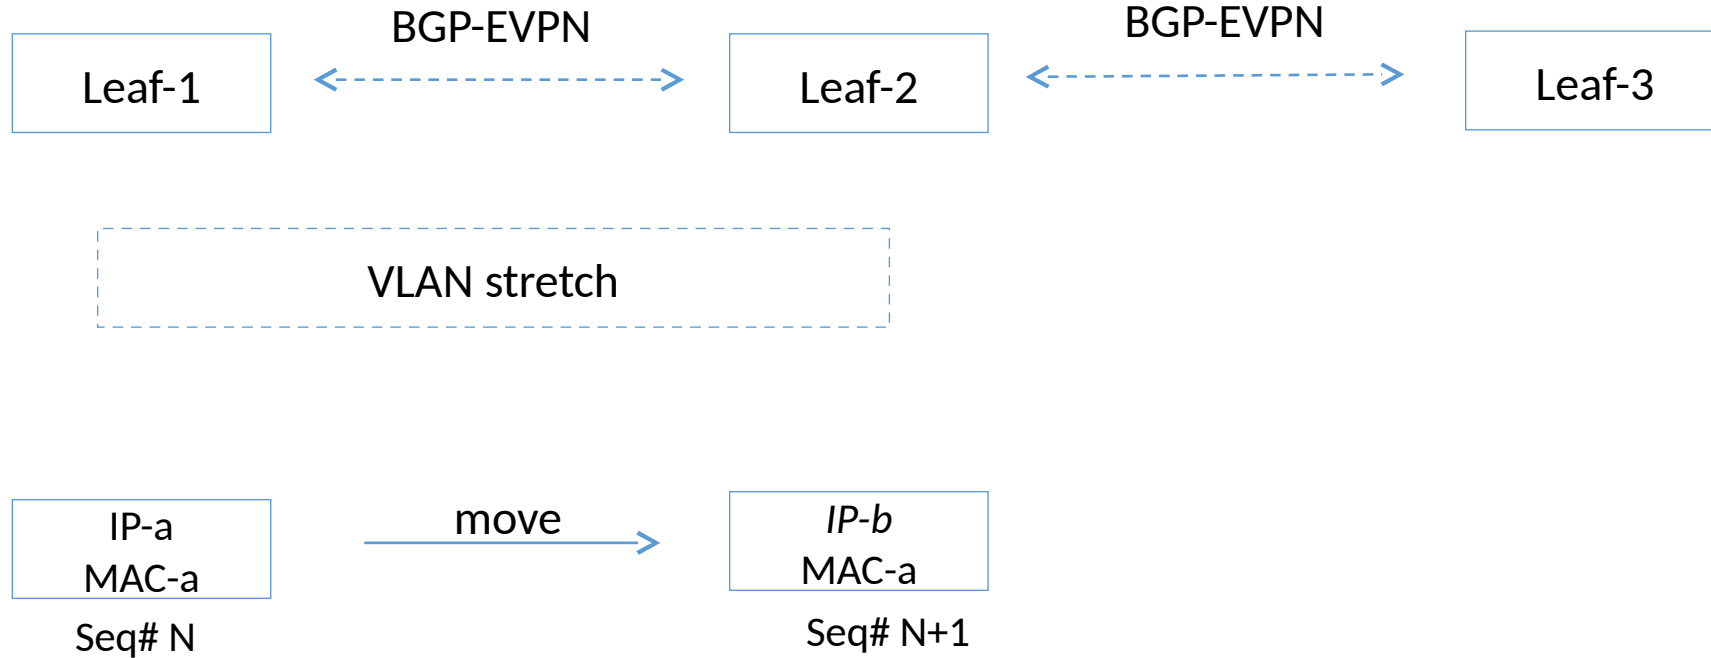 BGP-EVPN
BGP-EVPN
Leaf-1
Leaf-2
Leaf-3
VLAN stretch
IP-a
MAC-a
move
IP-b
MAC-a
Seq# N
Seq# N+1